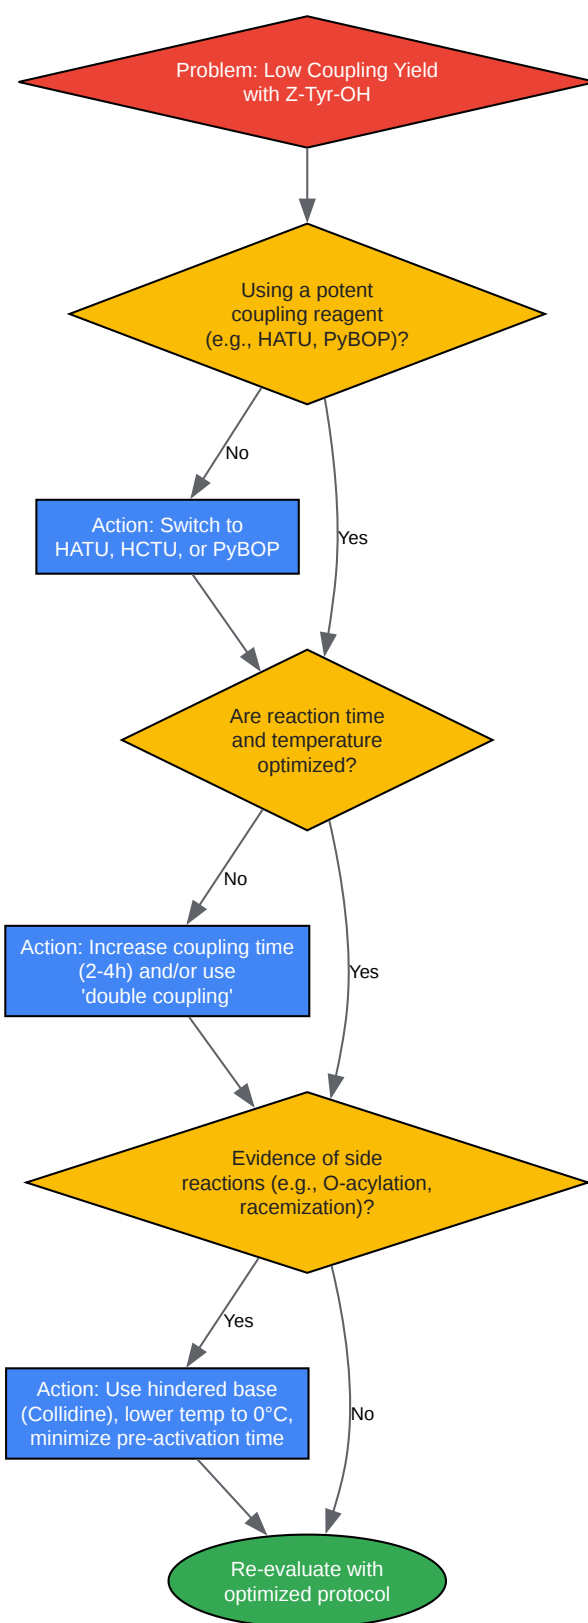 Problem: Low Coupling Yield
with Z-Tyr-OH
Using a potent
coupling reagent
(e.g., HATU, PyBOP)?
No
Action: Switch to
HATU, HCTU, or PyBOP
Yes
Are reaction time
and temperature
optimized?
No
Action: Increase coupling time
(2-4h) and/or use
'double coupling'
Yes
Evidence of side
reactions (e.g., O-acylation,
racemization)?
Yes
Action: Use hindered base
(Collidine), lower temp to 0°C,
minimize pre-activation time
No
Re-evaluate with
optimized protocol